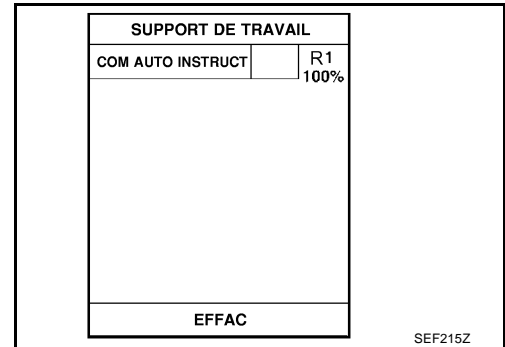 SUPPORT DE TRAVAIL
COM AUTO INSTRUCT R1
100%
EFFAC
SEF215Z